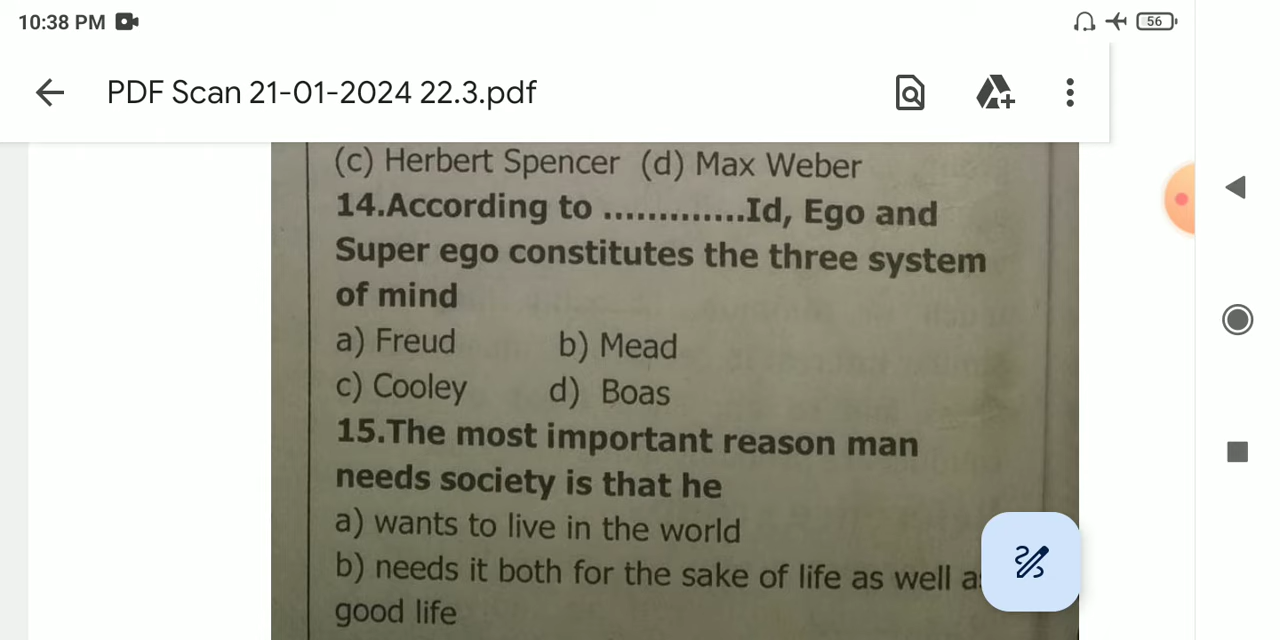 10:38 PM
56
PDF Scan 21-01-2024 22.3.pdf
(c) Herbert Spencer (d) Max Weber
14.According to .............Id, Ego and
Super ego constitutes the three system
of mind
a) Freud b) Mead
c) Cooley d) Boas
15.The most important reason man
needs society is that he
a) wants to live in the world
b) needs it both for the sake of life as well
good life